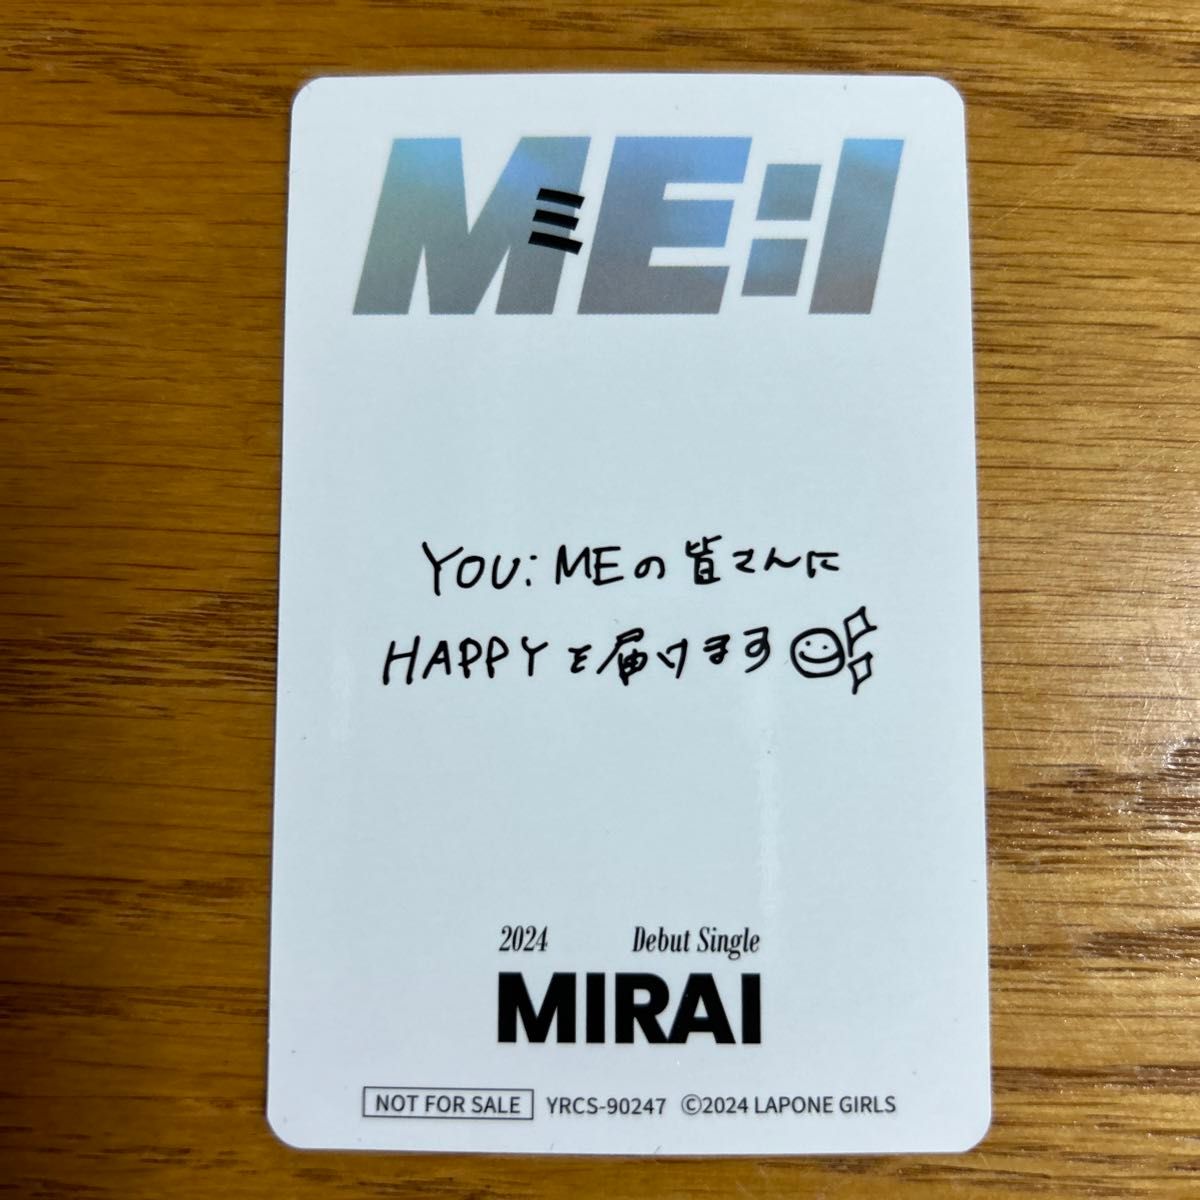 ME:I
ミ
YOU:MEの皆さんに
HAPPYを届けます
2024 Debut Single
MIRAI
NOT FOR SALE YRCS-90247 ©2024 LAPONE GIRLS